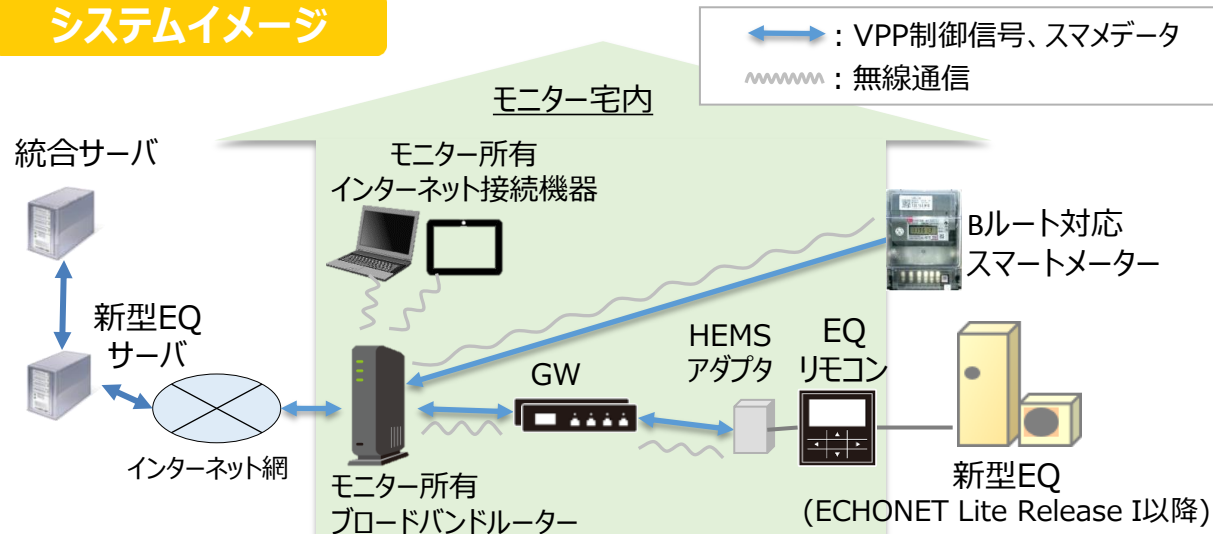 システムイメージ
：VPP制御信号、スマメデータ
：無線通信
モニター宅内
統合サーバ
モニター所有
インターネット接続機器
Bルート対応
スマートメーター
新型EQ
サーバ
HEMS
アダプタ
EQ
リモコン
GW
インターネット網
モニター所有
ブロードバンドルーター
新型EQ
(ECHONET Lite Release I以降)